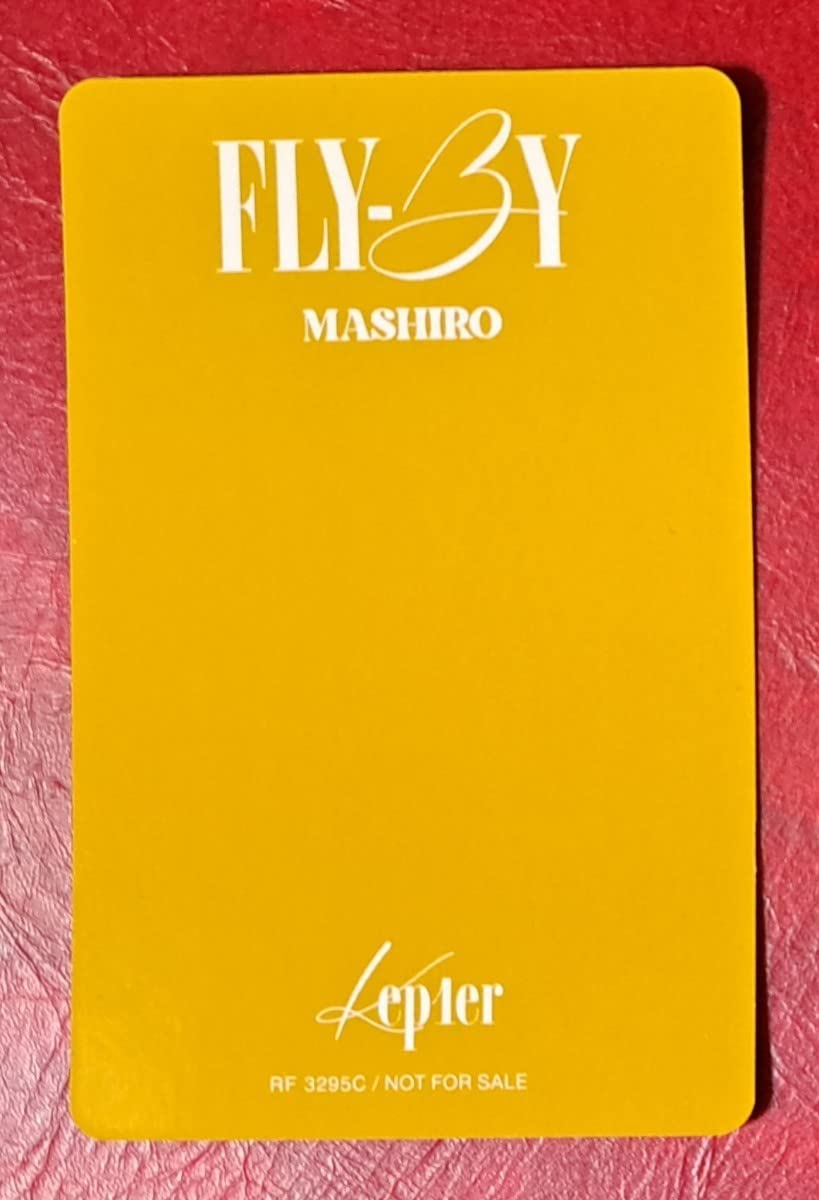 FLY-BY
MASHIRO
Kep1er
RF 3295C / NOT FOR SALE